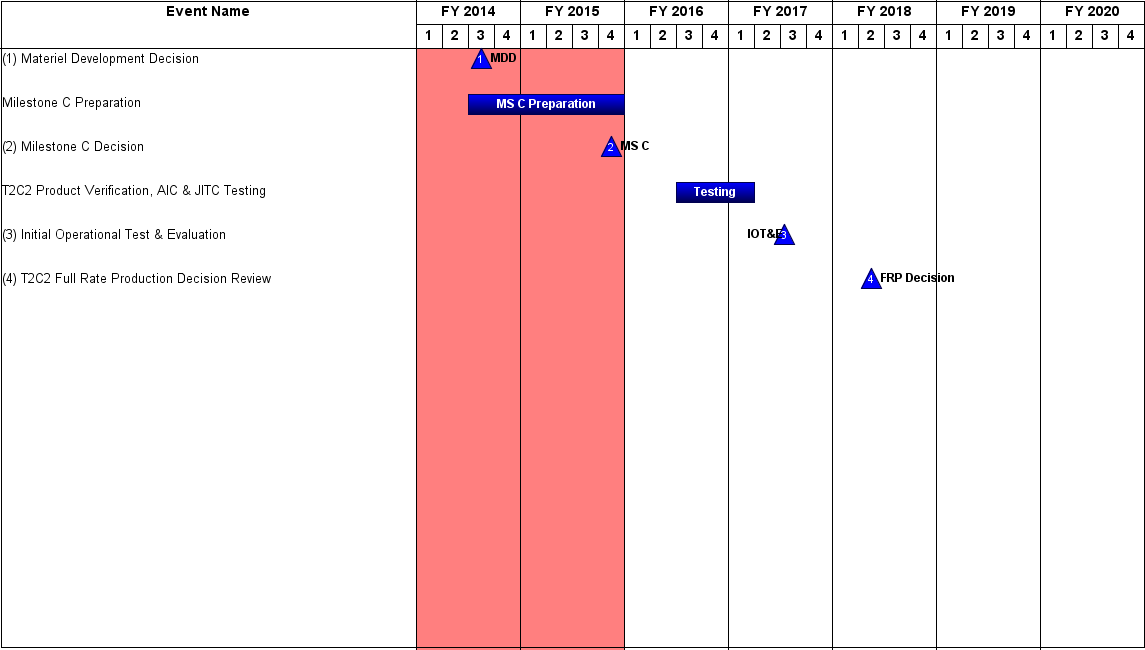 Event Name FY 2014 FY 2015 FY 2016 FY 2017 FY 2018 FY 2019 FY 2020
1 2 3 4 1 2 3 4 1 2 3 4 1 2 3 4 1 2 3 4 1 2 3 4 1 2 3 4
(1) Materiel Development Decision 1 MDD
Milestone C Preparation MS C Preparation
(2) Milestone C Decision 2 MS C
T2C2 Product Verification, AIC & JITC Testing Testing
(3) Initial Operational Test & Evaluation IOT&E 3
(4) T2C2 Full Rate Production Decision Review 4 FRP Decision